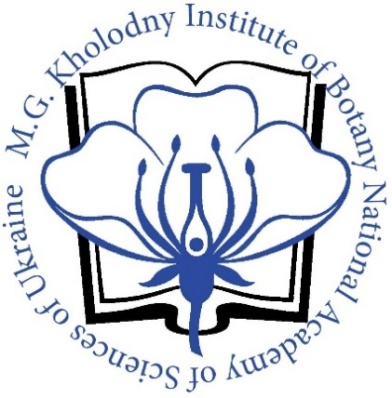 M.G. Kholodny Institute of Botany National Academy of Sciences of Ukraine